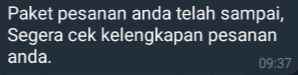 Paket pesanan anda telah sampai,
Segera cek kelengkapan pesanan
anda.
09:37